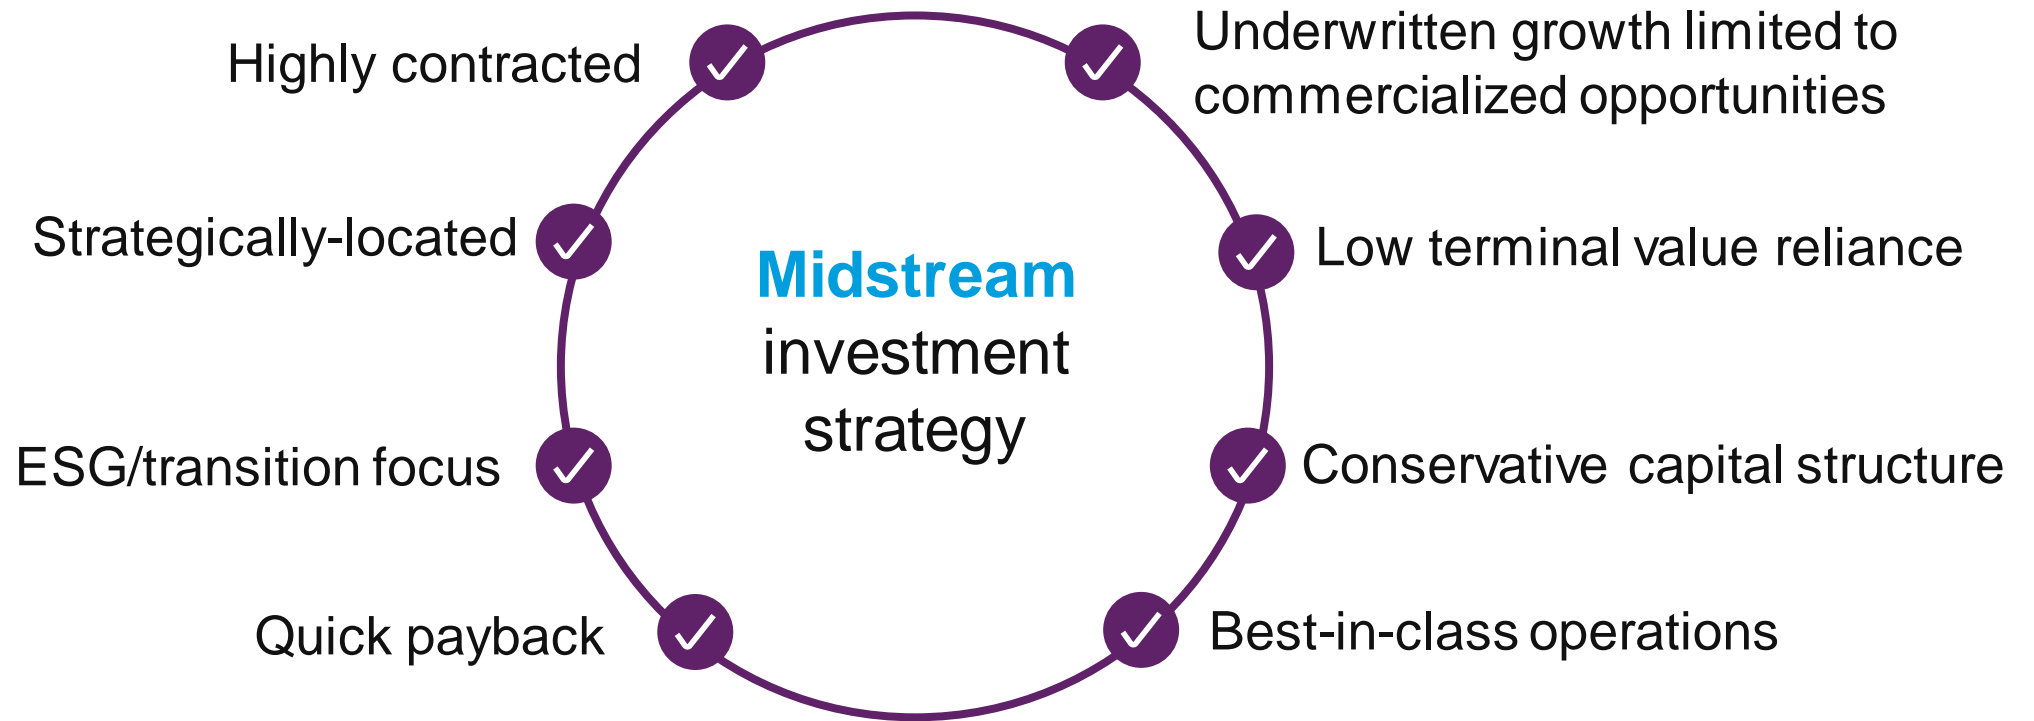 Highly contracted
Strategically-located
ESG/transition focus
Quick payback
Midstream
investment
strategy
Underwritten growth limited to
commercialized opportunities
Low terminal value reliance
Conservative capital structure
Best-in-class operations